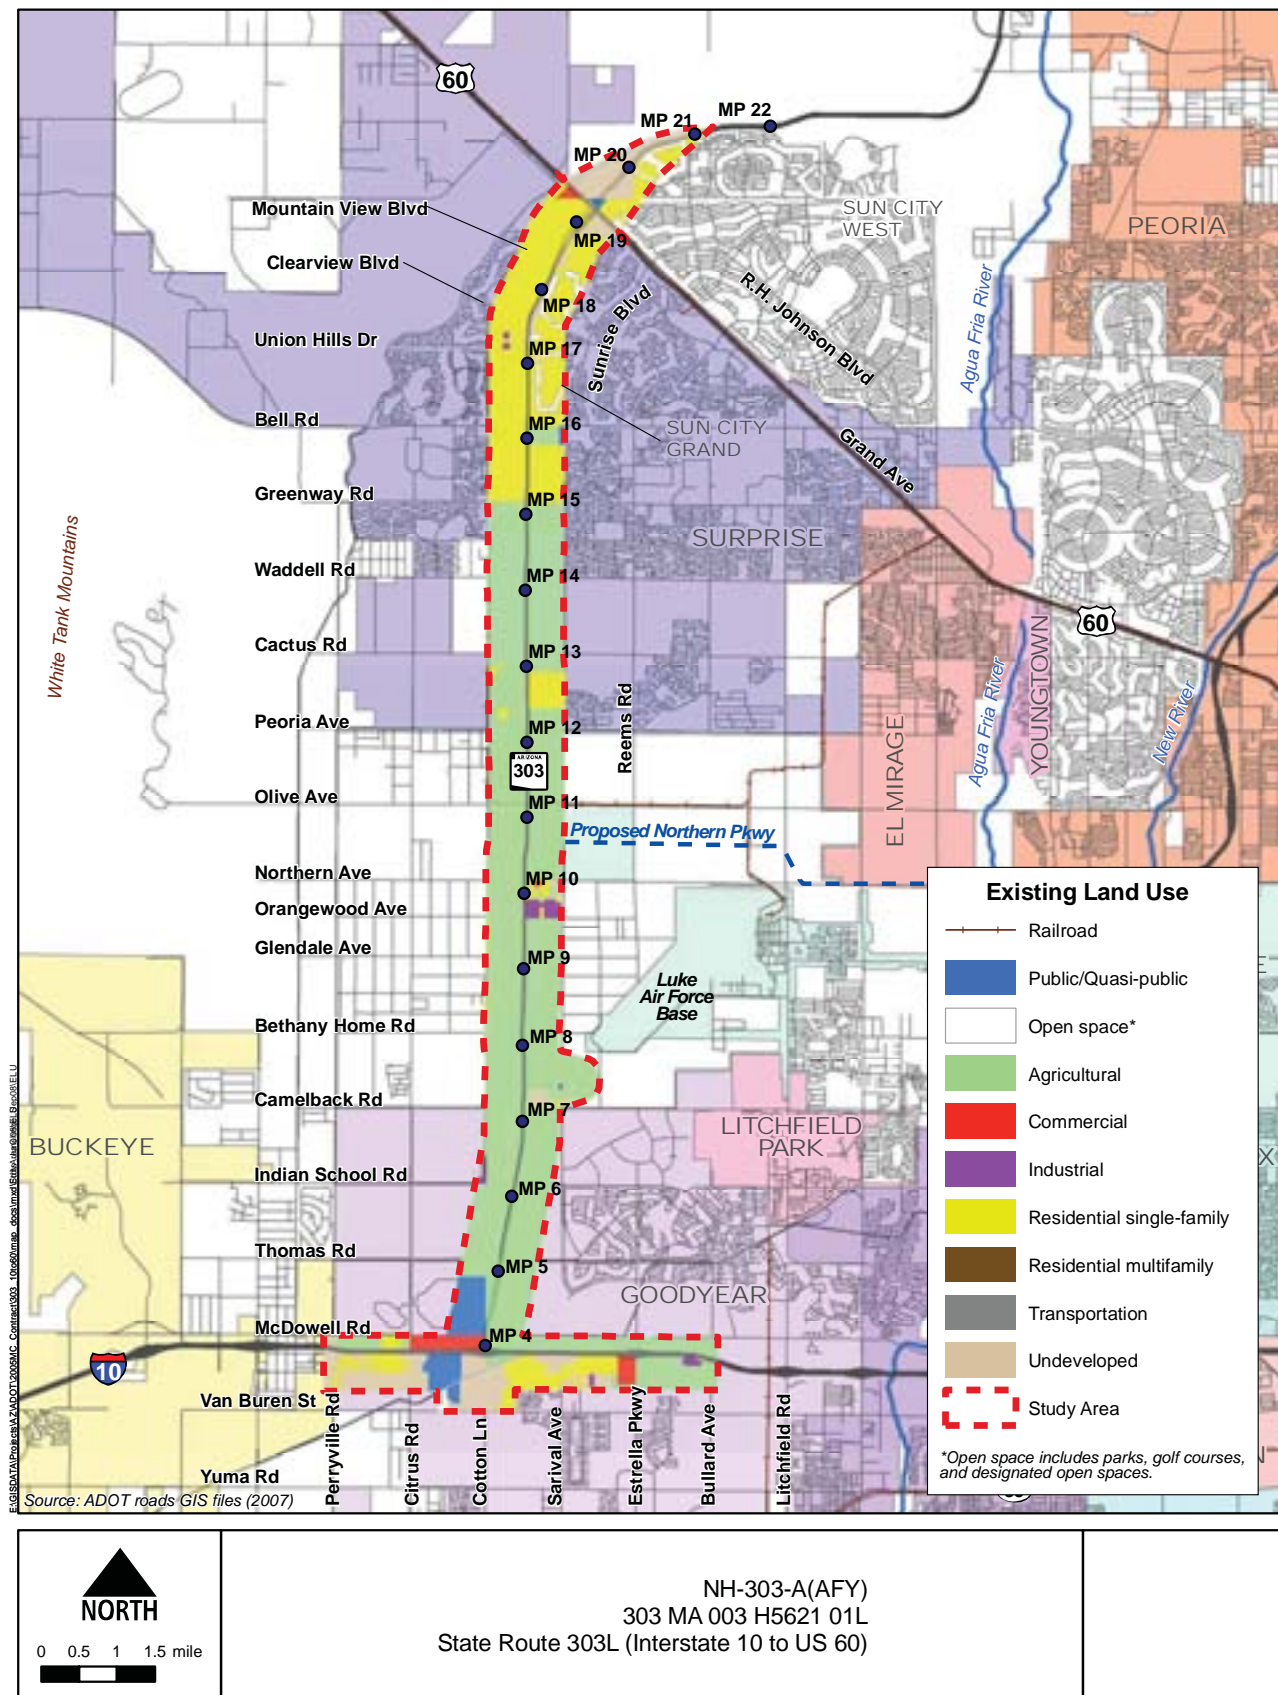 60
MP 22
MP 21
MP 20
Mountain View Blvd
SUN CITY
WEST
PEORIA
MP 19
Clearview Blvd
R.H. Johnson Blvd
Agua Fria River
MP 18
Sunrise Blvd
Union Hills Dr
MP 17
Bell Rd
MP 16
SUN CITY
GRAND
Grand Ave
Greenway Rd
MP 15
SURPRISE
White Tank Mountains
Waddell Rd
MP 14
60
Cactus Rd
MP 13
YOUNGTOWN
Agua Fria River
New River
Reems Rd
Peoria Ave
MP 12
EL MIRAGE
ARIZONA
303
Olive Ave
MP 11
Proposed Northern Pkwy
Northern Ave
MP 10
Orangewood Ave
Glendale Ave
MP 9
Luke
Air Force
Base
Bethany Home Rd
MP 8
Camelback Rd
MP 7
BUCKEYE
LITCHFIELD
PARK
Indian School Rd
MP 6
Thomas Rd
MP 5
GOODYEAR
McDowell Rd
MP 4
10
Van Buren St
Perryville Rd
Citrus Rd
Cotton Ln
Sarival Ave
Estrella Pkwy
Bullard Ave
Litchfield Rd
Yuma Rd
Source: ADOT roads GIS files (2007)
Existing Land Use
Railroad
Public/Quasi-public
Open space*
Agricultural
Commercial
Industrial
Residential single-family
Residential multifamily
Transportation
Undeveloped
Study Area
*Open space includes parks, golf courses,
and designated open spaces.
NORTH
0 0.5 1 1.5 mile
NH-303-A(AFY)
303 MA 003 H5621 01L
State Route 303L (Interstate 10 to US 60)